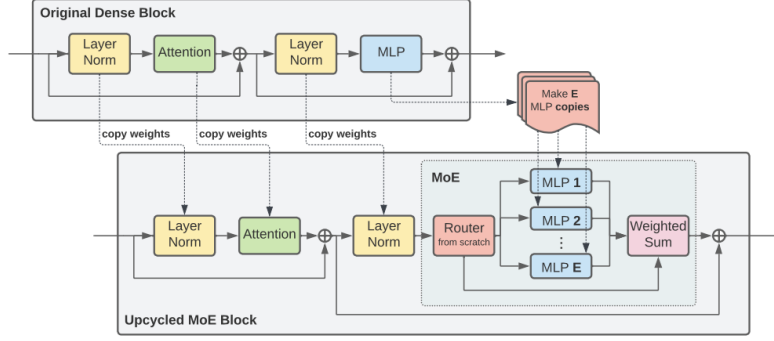 Original Dense Block
Layer
Norm
Attention
Layer
Norm
MLP
Make E
MLP copies
copy weights
copy weights
copy weights
MoE
Layer
Norm
Attention
Layer
Norm
Router
from scratch
MLP 1
MLP 2
⋮
MLP E
Weighted
Sum
Upcycled MoE Block